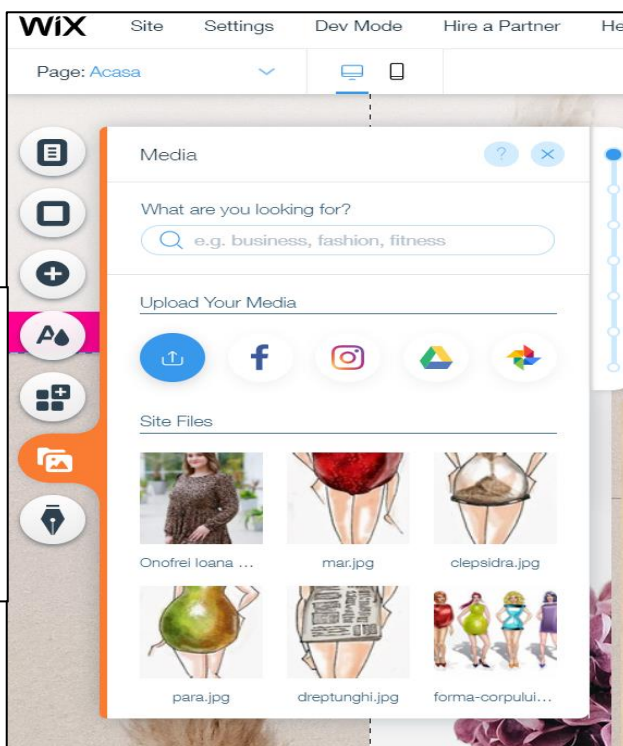 WiX Site Settings Dev Mode Hire a Partner He
Page: Acasa
Media ?
What are you looking for?
e.g. business, fashion, fitness
Upload Your Media
Site Files
Onofrei Ioana ... mar.jpg clepsidra.jpg
para.jpg dreptunghi.jpg forma-corpului...